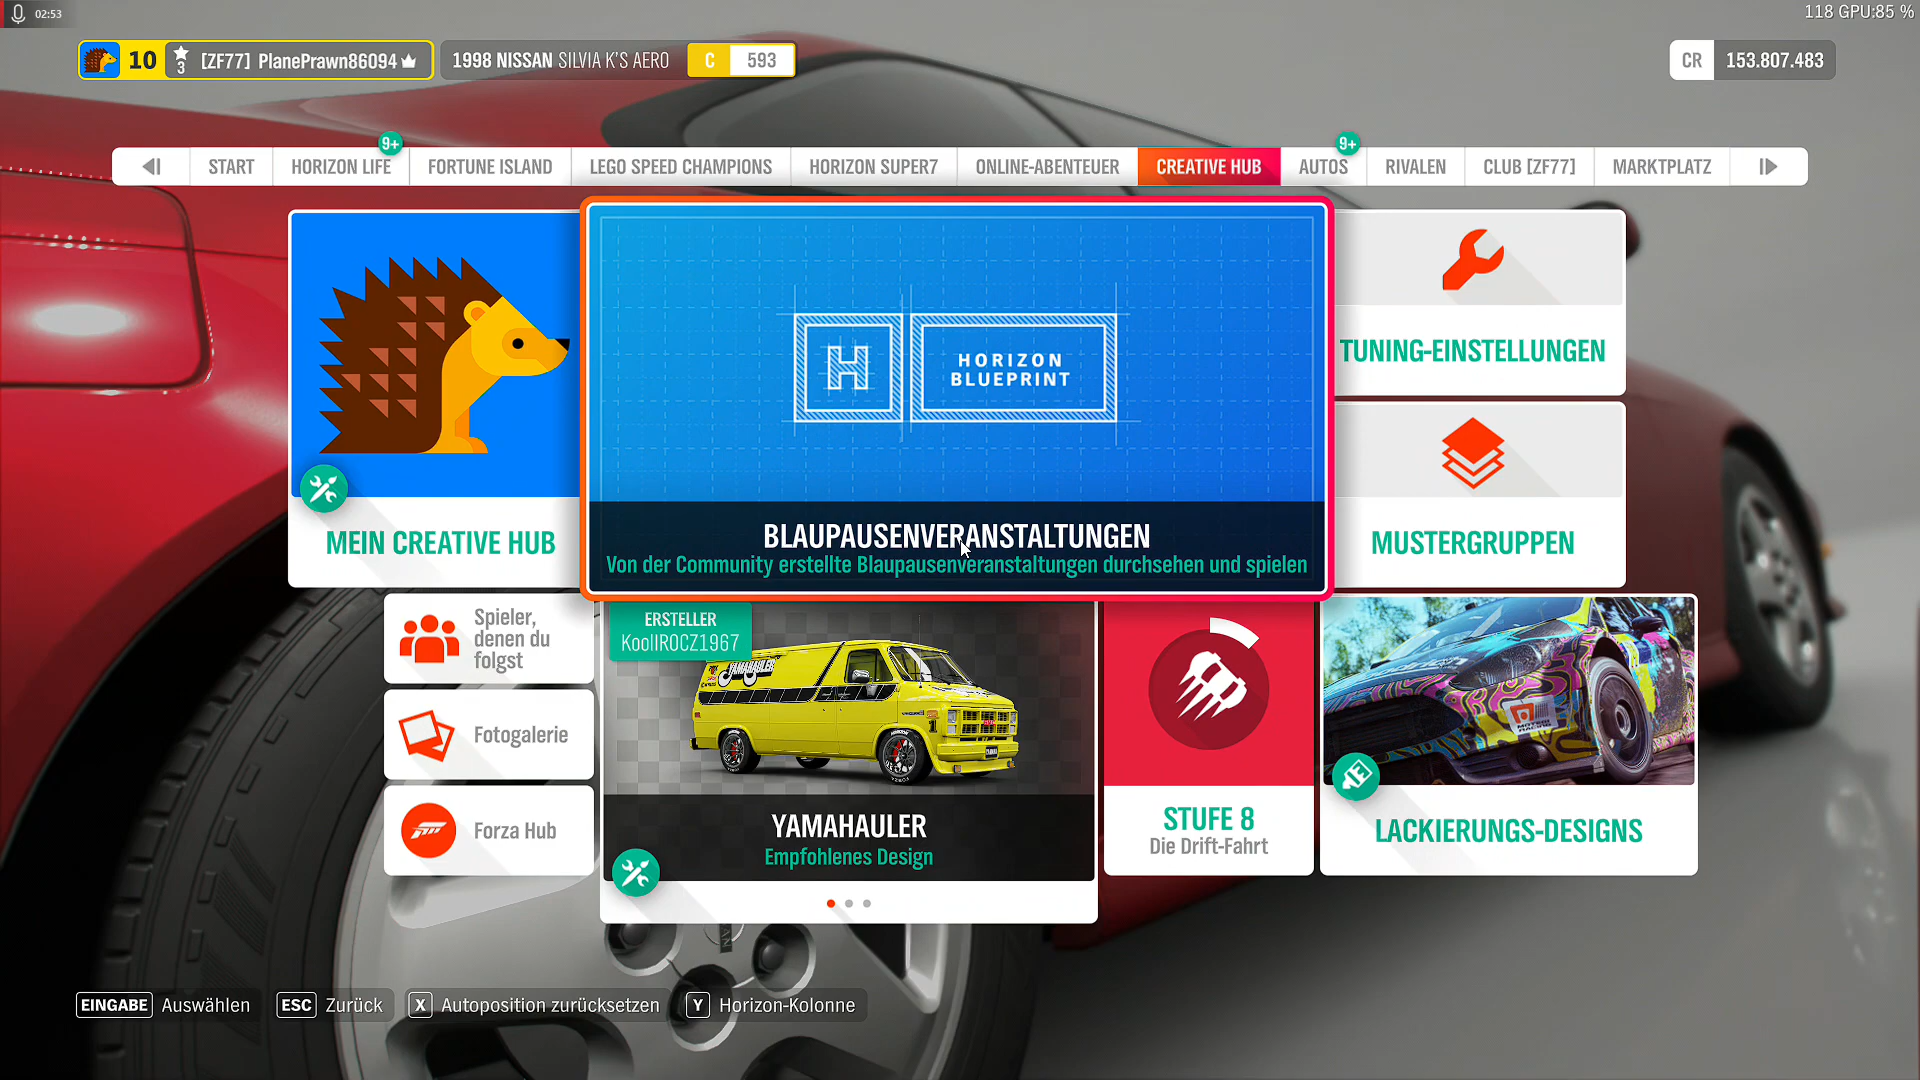 02:53
118 GPU:85 %
10 3 [ZF77] PlanePrawn86094
1998 NISSAN SILVIA K'S AERO C 593
CR 153.807.483
9+
9+
START HORIZON LIFE FORTUNE ISLAND LEGO SPEED CHAMPIONS HORIZON SUPER7 ONLINE-ABENTEUER CREATIVE HUB AUTOS RIVALEN CLUB [ZF77] MARKTPLATZ
MEIN CREATIVE HUB
H
HORIZON
BLUEPRINT
BLAUPAUSENVERANSTALTUNGEN
Von der Community erstellte Blaupausenveranstaltungen durchsehen und spielen
TUNING-EINSTELLUNGEN
MUSTERGRUPPEN
Spieler,
denen du
folgst
Fotogalerie
Forza Hub
ERSTELLER
KoolIROCZ1967
YAMAHAULER
YAMAHAULER
Empfohlenes Design
STUFE 8
Die Drift-Fahrt
LACKIERUNGS-DESIGNS
EINGABE Auswählen ESC Zurück X Autoposition zurücksetzen Y Horizon-Kolonne